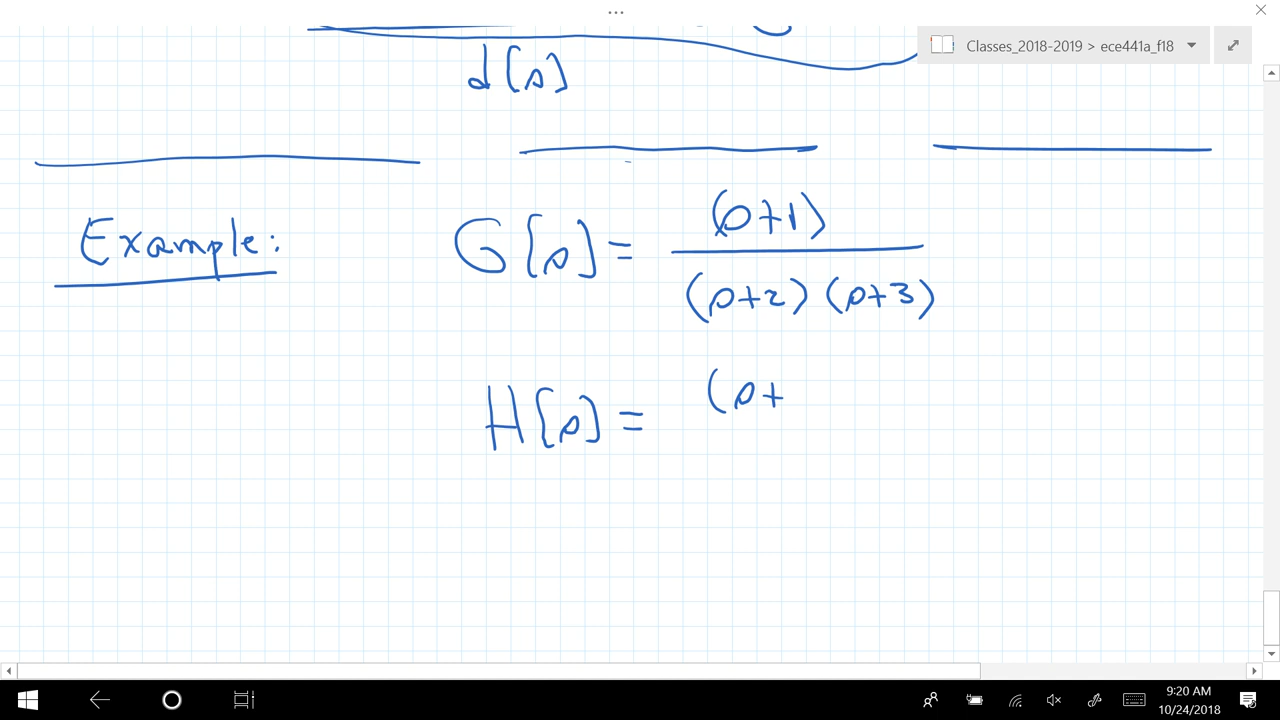 Classes_2018-2019 > ece441a_f18
d[s]
Example:
G[s] = (s+1) / (s+2)(s+3)
H[s] = (s+
9:20 AM
10/24/2018